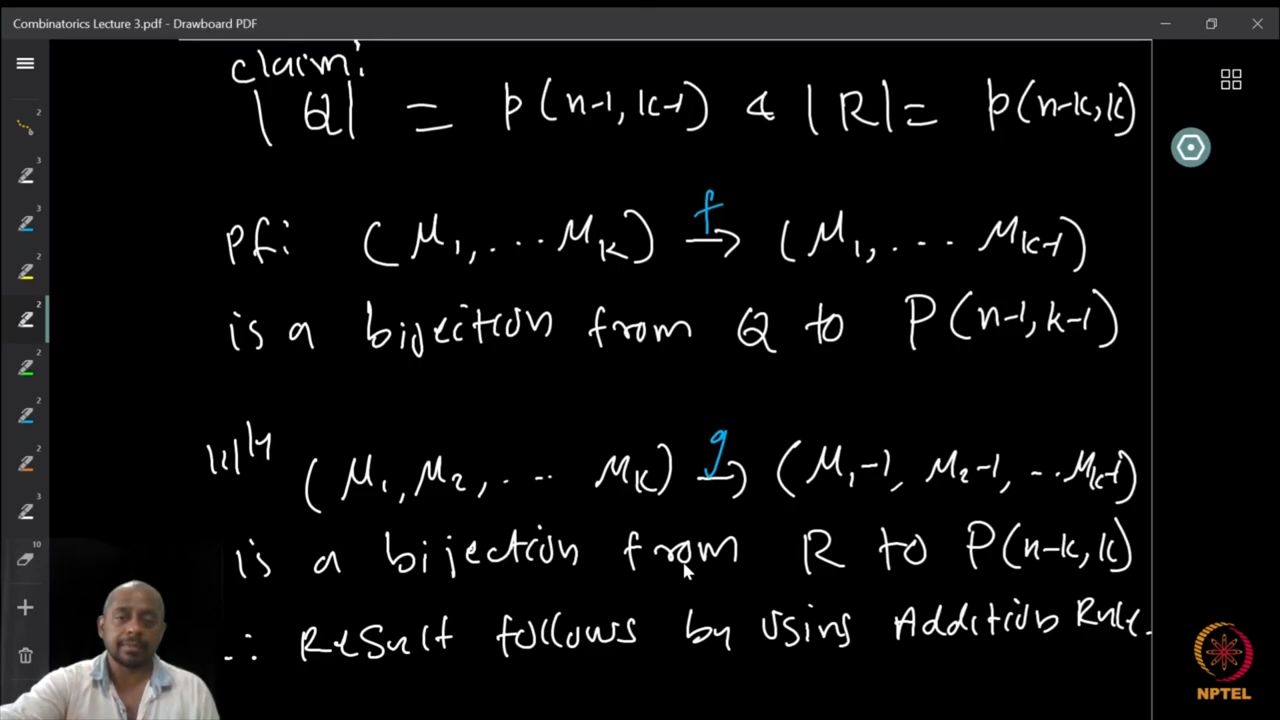 Combinatorics Lecture 3.pdf - Drawboard PDF
claim:
|Q| = p(n-1, k-1) & |R| = p(n-k, k)
pf: (μ₁, ... μₖ) →f (μ₁, ... μₖ₋₁)
is a bijection from Q to P(n-1, k-1)
|||ly (μ₁, μ₂, ... μₖ) →g (μ₁-1, μ₂-1, ... μₖ-1)
is a bijection from R to P(n-k, k)
∴ Result follows by using Addition Rule.
NPTEL